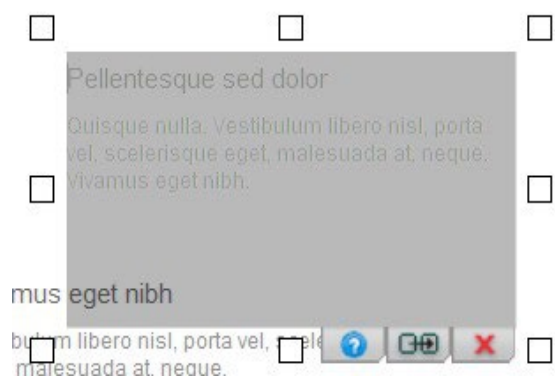 Pellentesque sed dolor
Quisque nulla. Vestibulum libero nisl, porta
vel, scelerisque eget, malesuada at, neque.
Vivamus eget nibh.
mus eget nibh
libero nisl, porta vel,
malesuada at, neque.